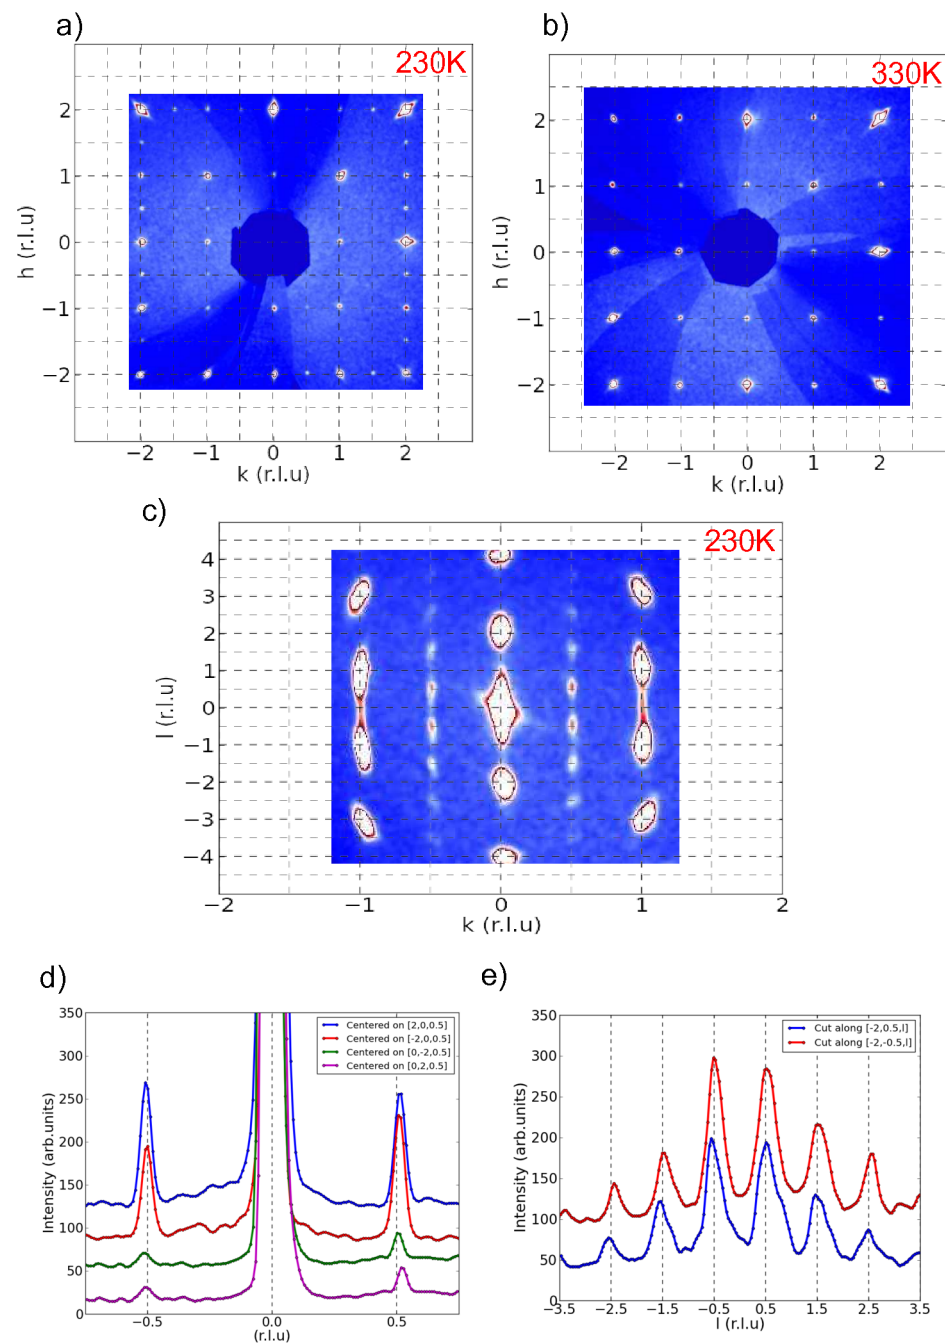 a)
230K
2
1
0
−1
−2
h (r.l.u)
−2 −1 0 1 2
k (r.l.u)
b)
330K
2
1
0
−1
−2
h (r.l.u)
−2 −1 0 1 2
k (r.l.u)
c)
230K
4
3
2
1
0
−1
−2
−3
−4
l (r.l.u)
−2 −1 0 1 2
k (r.l.u)
d)
350
300
250
200
150
100
50
0
Intensity (arb.units)
Centered on [2,0,0.5]
Centered on [-2,0,0.5]
Centered on [0,-2,0.5]
Centered on [0,2,0.5]
−0.5 0.0 0.5
(r.l.u)
e)
350
300
250
200
150
100
50
0
Intensity (arb.units)
Cut along [-2,0.5,l]
Cut along [-2,-0.5,l]
−3.5 −2.5 −1.5 −0.5 0.5 1.5 2.5 3.5
l (r.l.u)